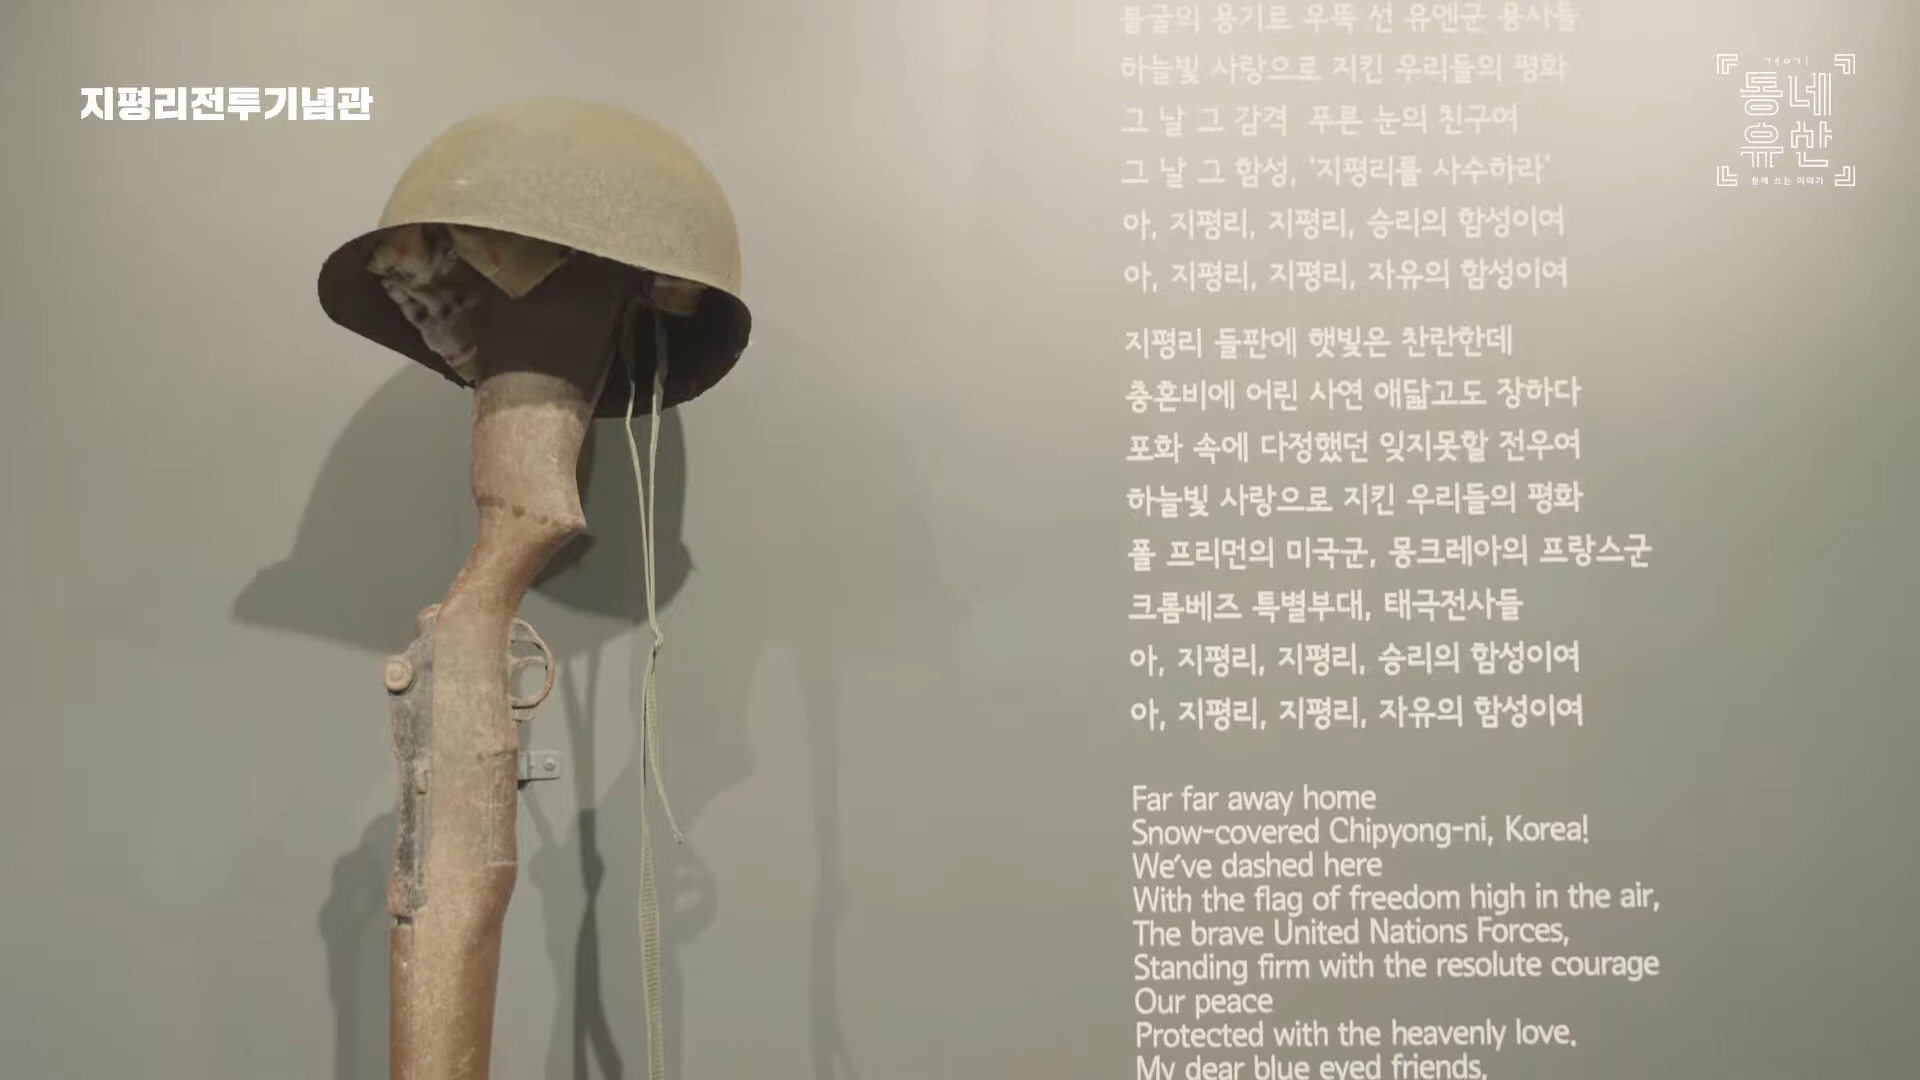 지평리전투기념관
경기
동네
유산
함께 쓰는 이야기
불굴의 용기로 우뚝 선 유엔군 용사들
하늘빛 사랑으로 지킨 우리들의 평화
그 날 그 감격 푸른 눈의 친구여
그 날 그 함성, '지평리를 사수하라'
아, 지평리, 지평리, 승리의 함성이여
아, 지평리, 지평리, 자유의 함성이여
지평리 들판에 햇빛은 찬란한데
충혼비에 어린 사연 애닯고도 장하다
포화 속에 다정했던 잊지못할 전우여
하늘빛 사랑으로 지킨 우리들의 평화
폴 프리먼의 미국군, 몽크레아의 프랑스군
크롬베즈 특별부대, 태극전사들
아, 지평리, 지평리, 승리의 함성이여
아, 지평리, 지평리, 자유의 함성이여
Far far away home
Snow-covered Chipyong-ni, Korea!
We've dashed here
With the flag of freedom high in the air,
The brave United Nations Forces,
Standing firm with the resolute courage
Our peace
Protected with the heavenly love.
My dear blue eyed friends,